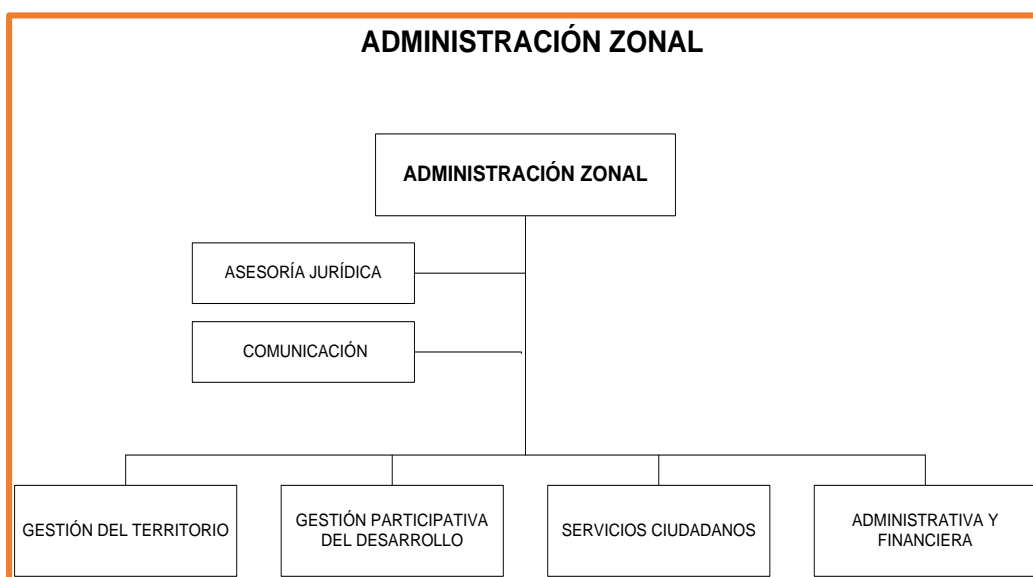 ADMINISTRACIÓN ZONAL
ADMINISTRACIÓN ZONAL
ASESORÍA JURÍDICA
COMUNICACIÓN
GESTIÓN DEL TERRITORIO
GESTIÓN PARTICIPATIVA
DEL DESARROLLO
SERVICIOS CIUDADANOS
ADMINISTRATIVA Y
FINANCIERA